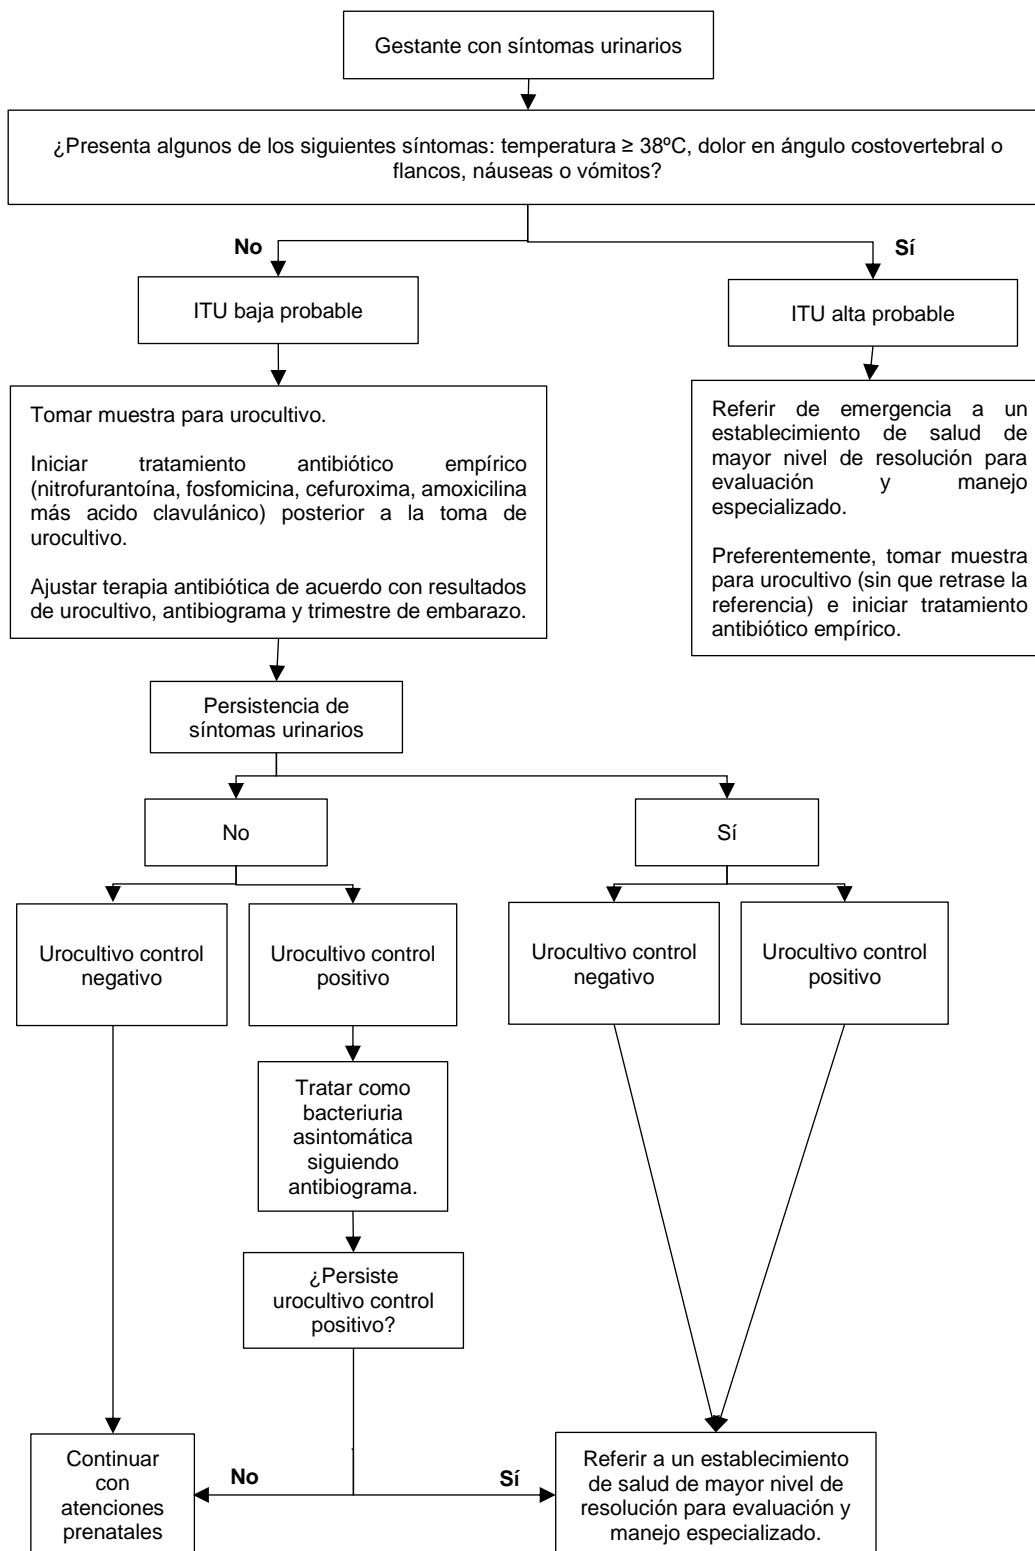 Gestante con síntomas urinarios
¿Presenta algunos de los siguientes síntomas: temperatura ≥ 38ºC, dolor en ángulo costovertebral o
flancos, náuseas o vómitos?
No
Sí
ITU baja probable
ITU alta probable
Tomar muestra para urocultivo.
Iniciar tratamiento antibiótico empírico
(nitrofurantoína, fosfomicina, cefuroxima, amoxicilina
más acido clavulánico) posterior a la toma de
urocultivo.
Ajustar terapia antibiótica de acuerdo con resultados
de urocultivo, antibiograma y trimestre de embarazo.
Referir de emergencia a un
establecimiento de salud de
mayor nivel de resolución para
evaluación y manejo
especializado.
Preferentemente, tomar muestra
para urocultivo (sin que retrase la
referencia) e iniciar tratamiento
antibiótico empírico.
Persistencia de
síntomas urinarios
No
Sí
Urocultivo control
negativo
Urocultivo control
positivo
Urocultivo control
negativo
Urocultivo control
positivo
Tratar como
bacteriuria
asintomática
siguiendo
antibiograma.
¿Persiste
urocultivo control
positivo?
No
Sí
Continuar
con
atenciones
prenatales
Referir a un establecimiento
de salud de mayor nivel de
resolución para evaluación y
manejo especializado.